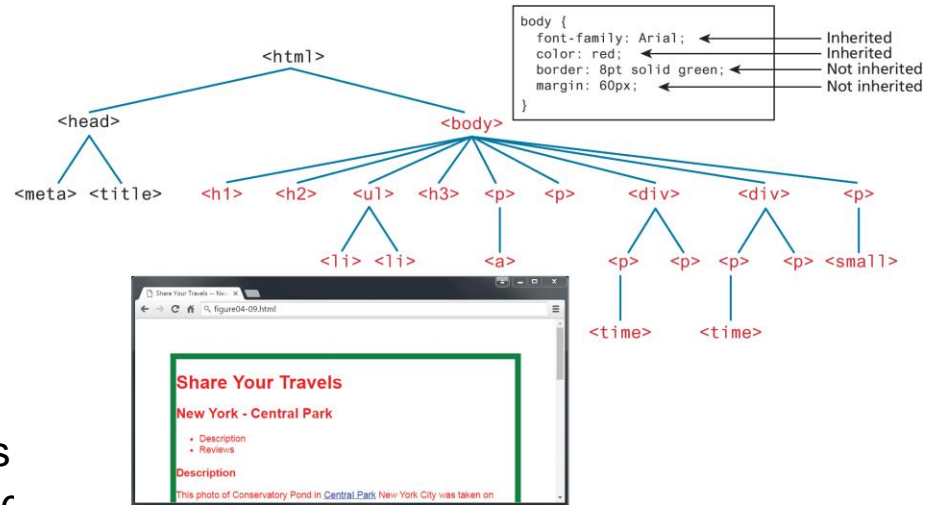 body {
font-family: Arial; Inherited
color: red; Inherited
border: 8pt solid green; Not inherited
margin: 60px; Not inherited
}
<html>
<head> <body>
<meta> <title> <h1> <h2> <ul> <h3> <p> <p> <div> <div> <p>
<li> <li> <a> <p> <p> <p> <p> <small>
<time> <time>
Share Your Travels -- Nev
figure04-09.html
Share Your Travels
New York - Central Park
• Description
• Reviews
Description
This photo of Conservatory Pond in Central Park New York City was taken on
s